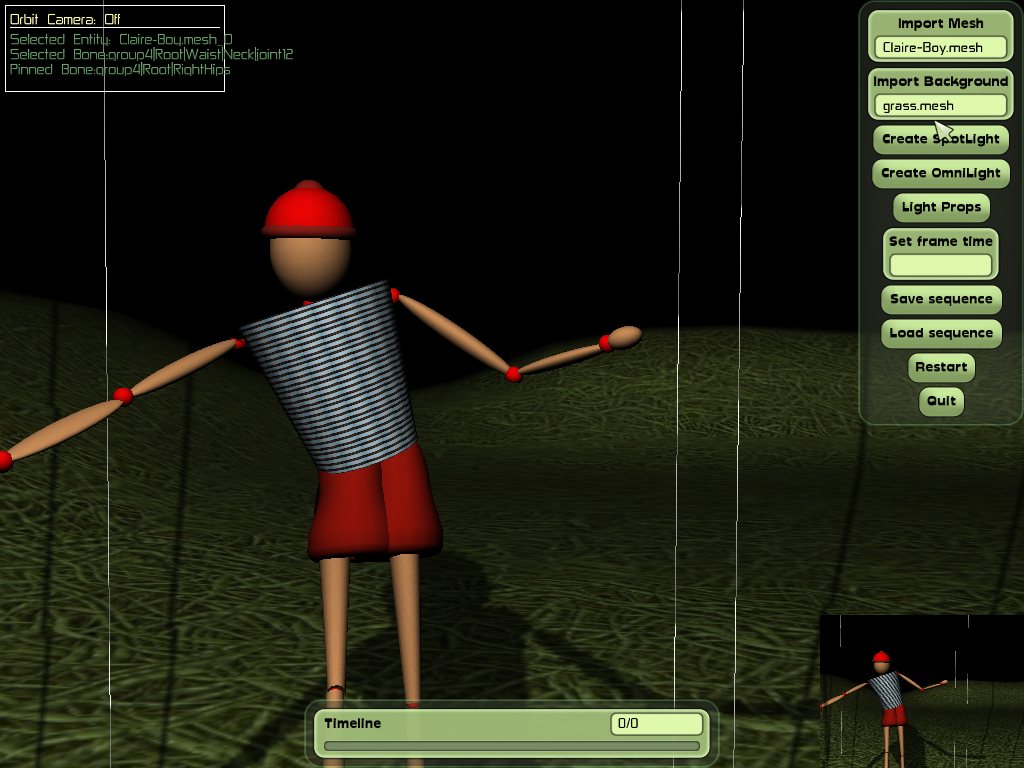 Orbit Camera: Off
Selected Entity: Claire-Boy.mesh_0
Selected Bone:group4|Root|Waist|Neck|joint12
Pinned Bone:group4|Root|RightHips
Import Mesh
Claire-Boy.mesh
Import Background
grass.mesh
Create SpotLight
Create OmniLight
Light Props
Set frame time
Save sequence
Load sequence
Restart
Quit
Timeline 0/0